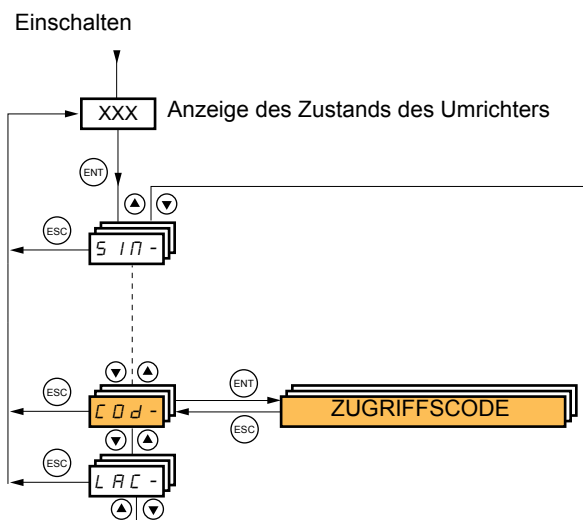 Einschalten
XXX Anzeige des Zustands des Umrichters
ENT
ESC
SIM-
ESC
ENT
COd-
ZUGRIFFSCODE
ESC
ESC
LAC-